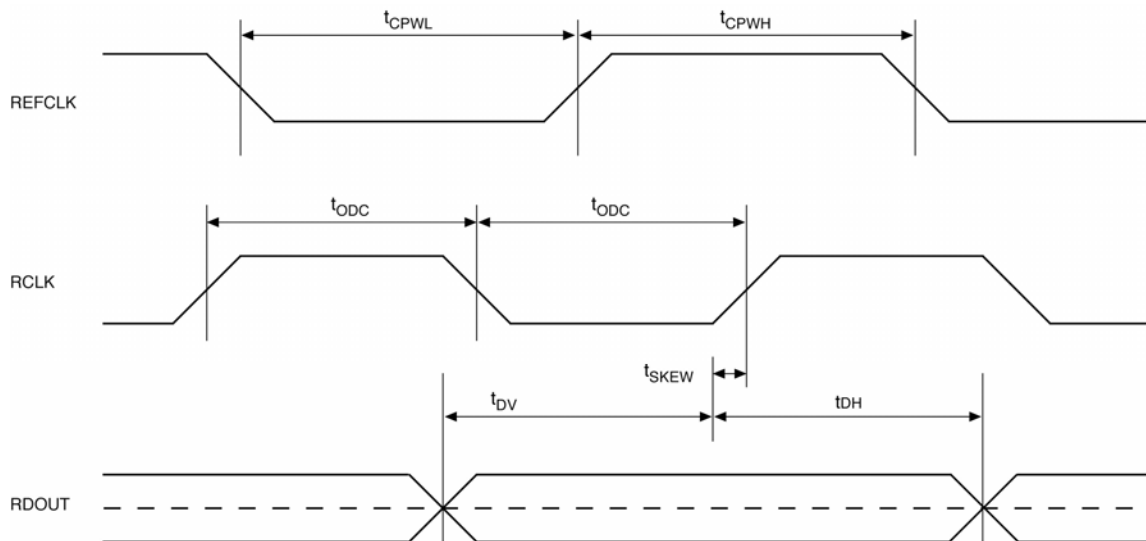 tCPWL
tCPWH
REFCLK
tODC
tODC
RCLK
tSKEW
tDV
tDH
RDOUT